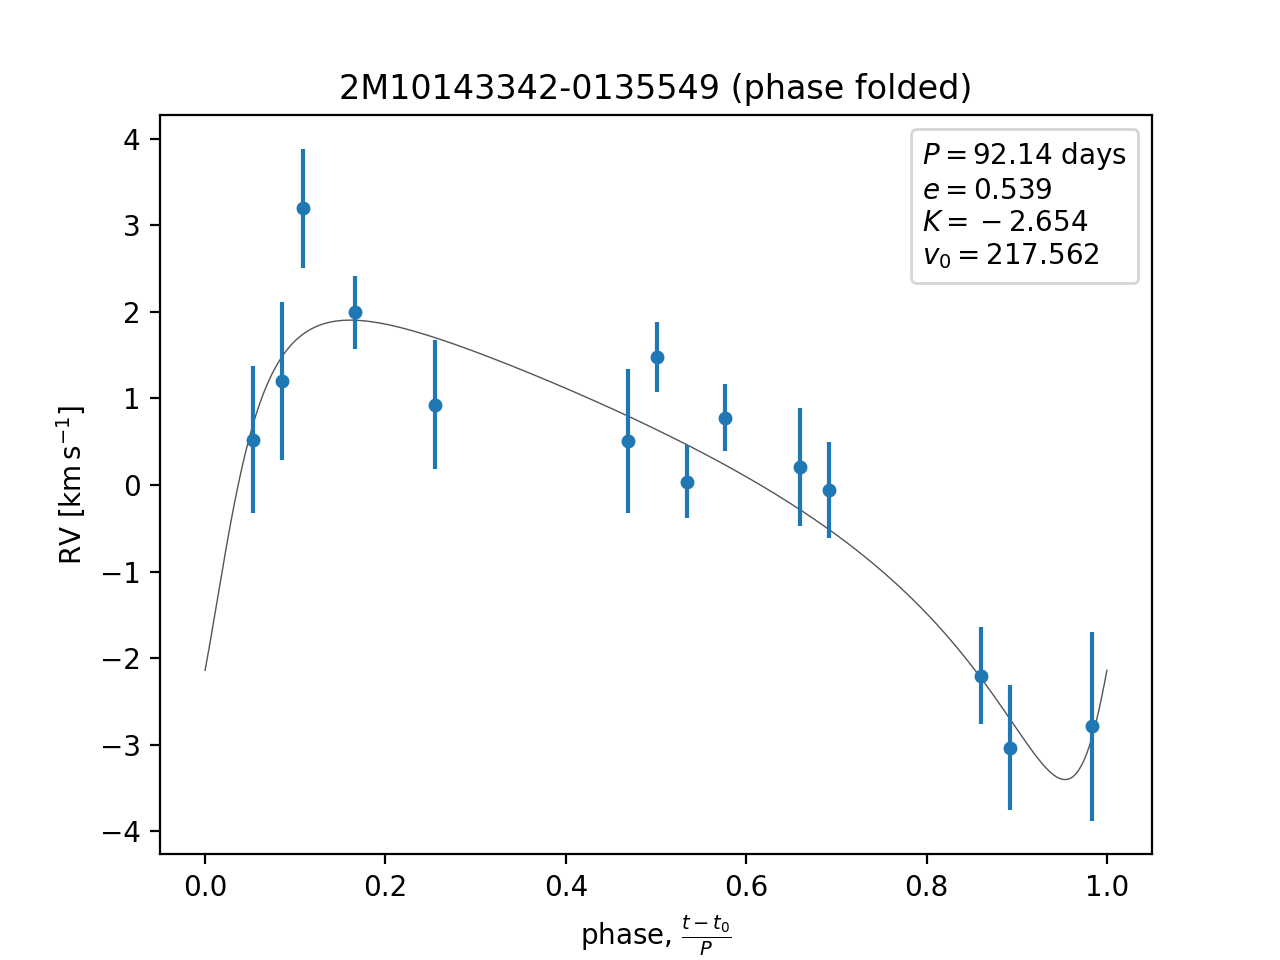 2M10143342-0135549 (phase folded)
P = 92.14 days
e = 0.539
K = −2.654
v₀ = 217.562
RV [km s⁻¹]
4
3
2
1
0
−1
−2
−3
−4
0.0 0.2 0.4 0.6 0.8 1.0
phase, (t − t₀)/P